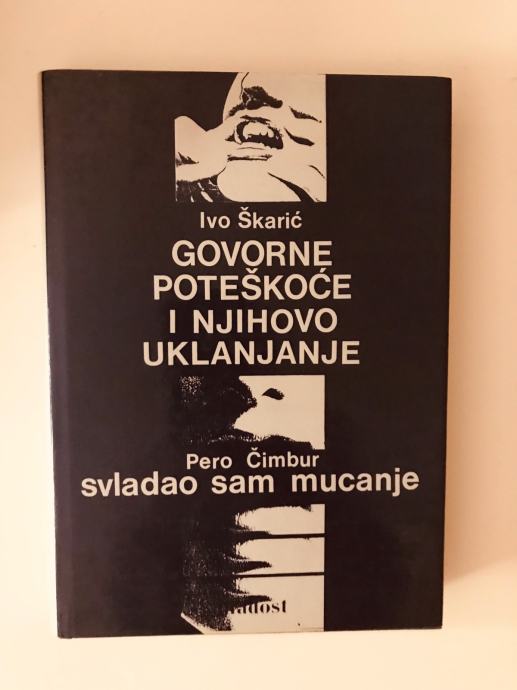 Ivo Škarić
GOVORNE
POTEŠKOĆE
I NJIHOVO
UKLANJANJE
Pero Čimbur
svladao sam mucanje